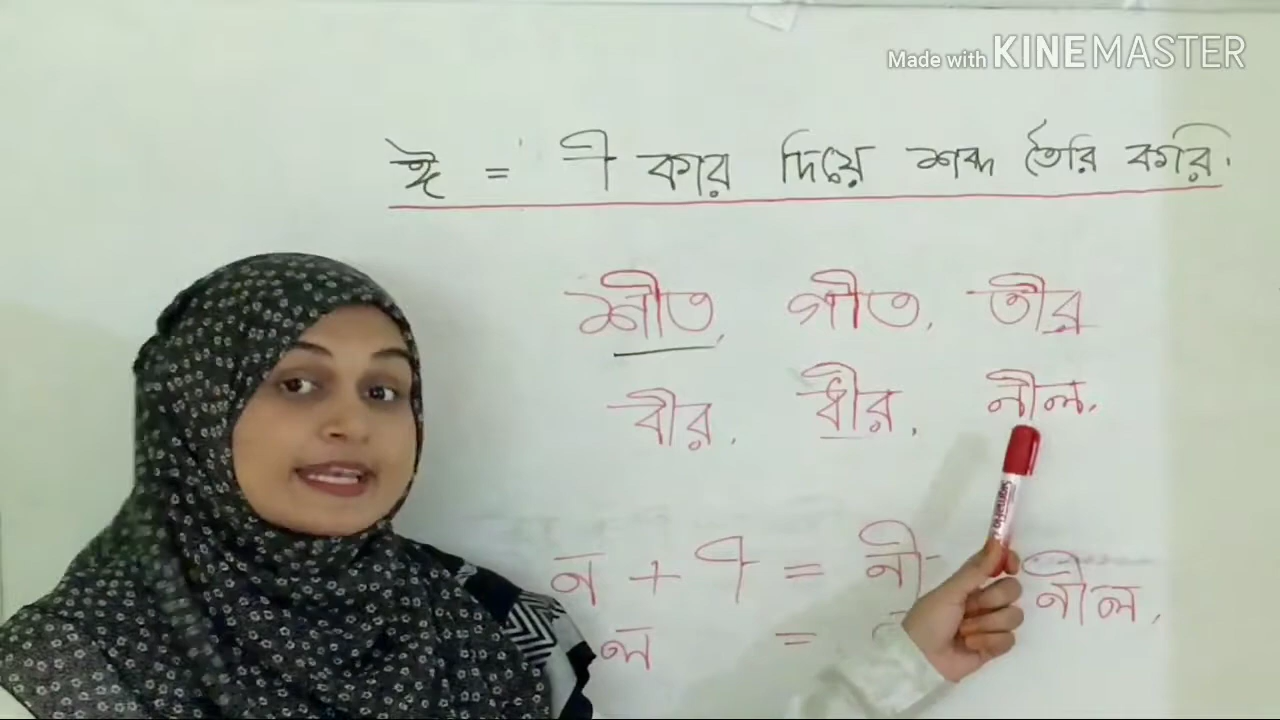 Made with KINEMASTER
ঈ = ী কার দিয়ে শব্দ তৈরি করি.
শীত, গীত, তীর
বীর, ধীর, নীল.
ন + ী = নী নীল,
ল =